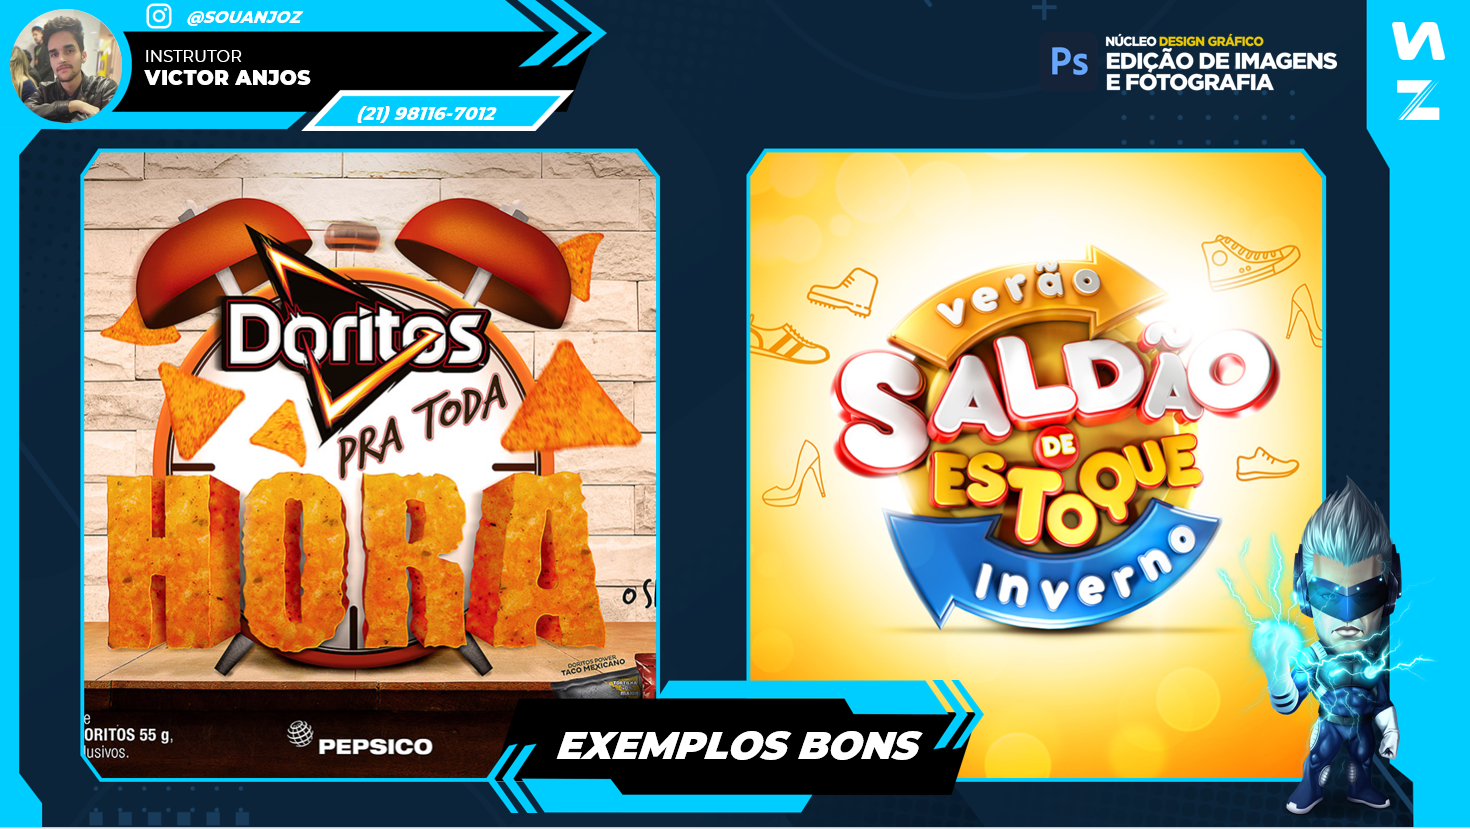 @SOUANJOZ
INSTRUTOR
VICTOR ANJOS
(21) 98116-7012
Ps
NÚCLEO DESIGN GRÁFICO
EDIÇÃO DE IMAGENS
E FOTOGRAFIA
Doritos
PRA TODA
HORA
DORITOS POWER
TACO MEXICANO
e
ORITOS 55 g,
lusivos.
PEPSICO
verão
SALDÃO
DE
ESTOQUE
Inverno
EXEMPLOS BONS